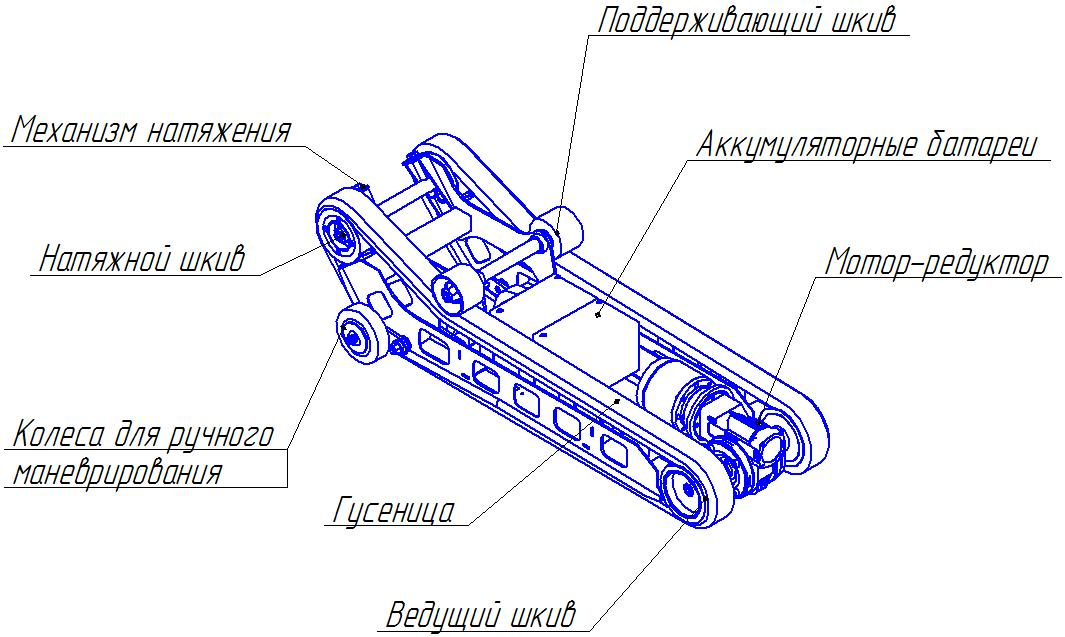 Поддерживающий шкив
Механизм натяжения
Аккумуляторные батареи
Натяжной шкив
Мотор-редуктор
Колеса для ручного
маневрирования
Гусеница
Ведущий шкив